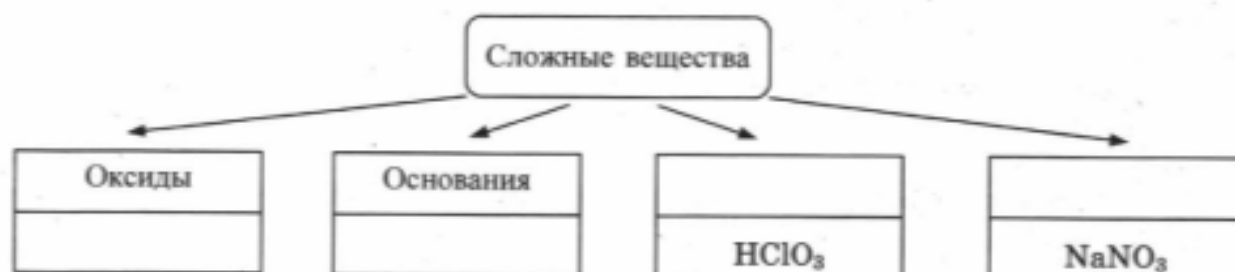 Сложные вещества
Оксиды
Основания
HClO₃
NaNO₃